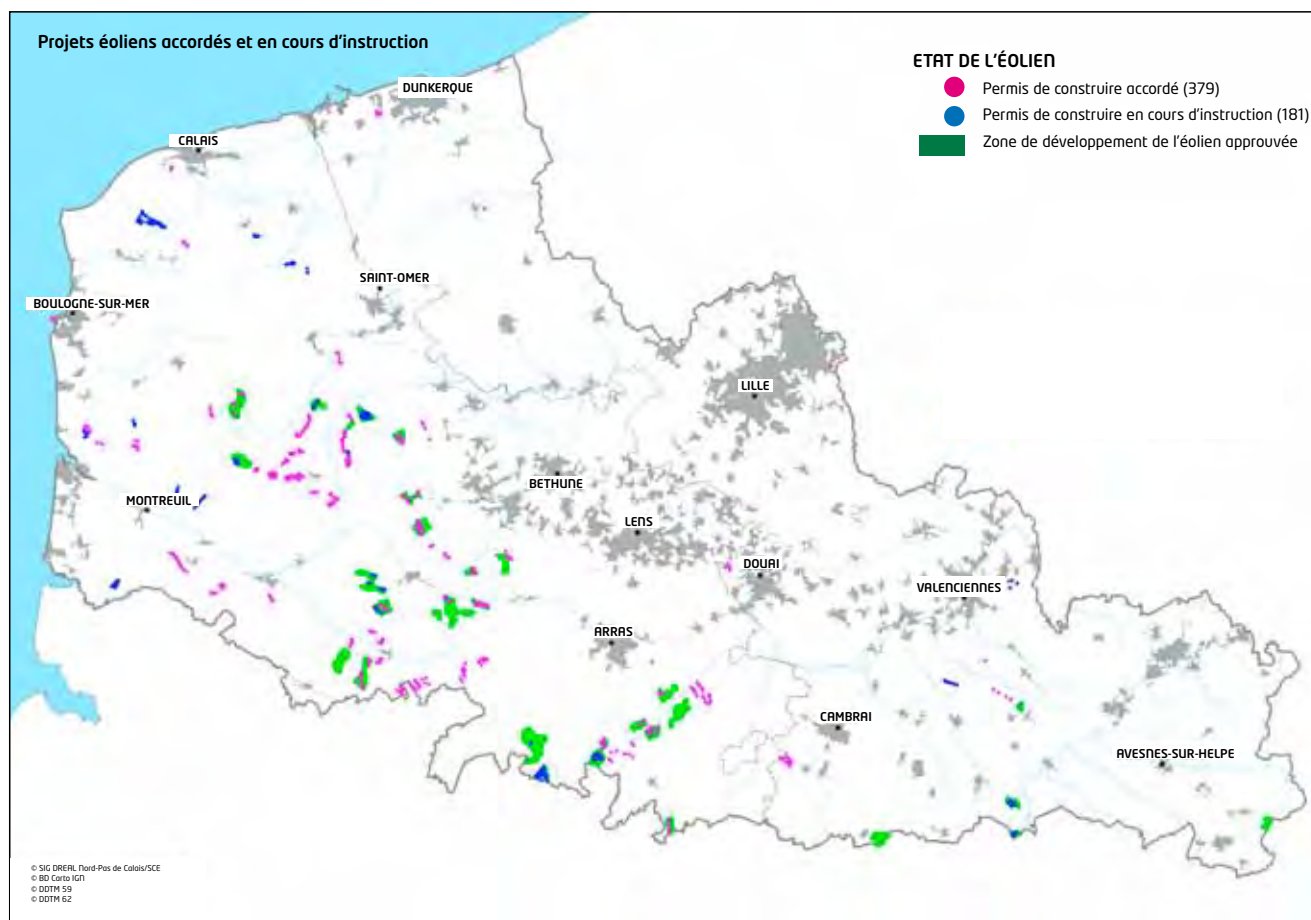 Projets éoliens accordés et en cours d'instruction
ETAT DE L'ÉOLIEN
Permis de construire accordé (379)
Permis de construire en cours d'instruction (181)
Zone de développement de l'éolien approuvée
DUNKERQUE
CALAIS
SAINT-OMER
BOULOGNE-SUR-MER
LILLE
BETHUNE
MONTREUIL
LENS
DOUAI
VALENCIENNES
ARRAS
CAMBRAI
AVESNES-SUR-HELPE
© SIG DREAL Nord-Pas de Calais/SCE
© BD Carto IGN
© DDTM 59
© DDTM 62